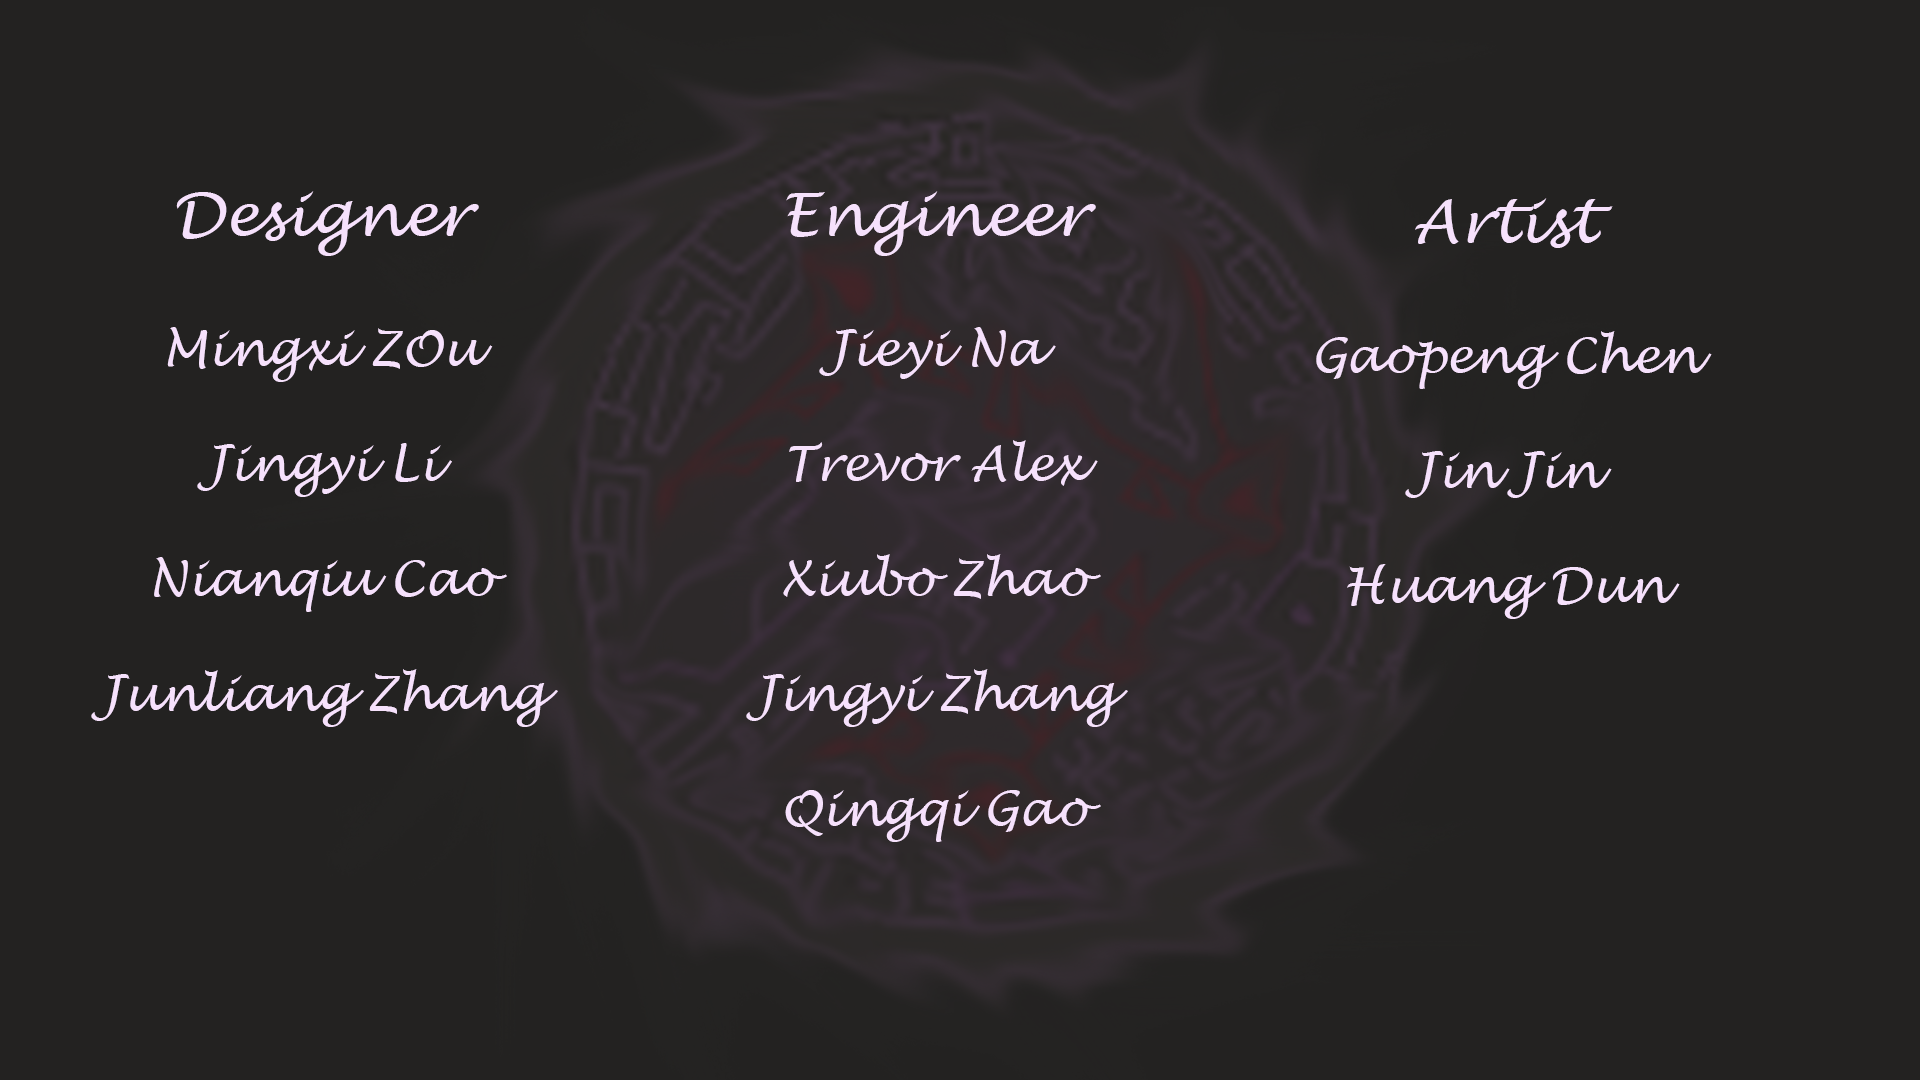 Designer
Mingxi ZOu
Jingyi Li
Nianqiu Cao
Junliang Zhang
Engineer
Jieyi Na
Trevor Alex
Xiubo Zhao
Jingyi Zhang
Qingqi Gao
Artist
Gaopeng Chen
Jin Jin
Huang Dun